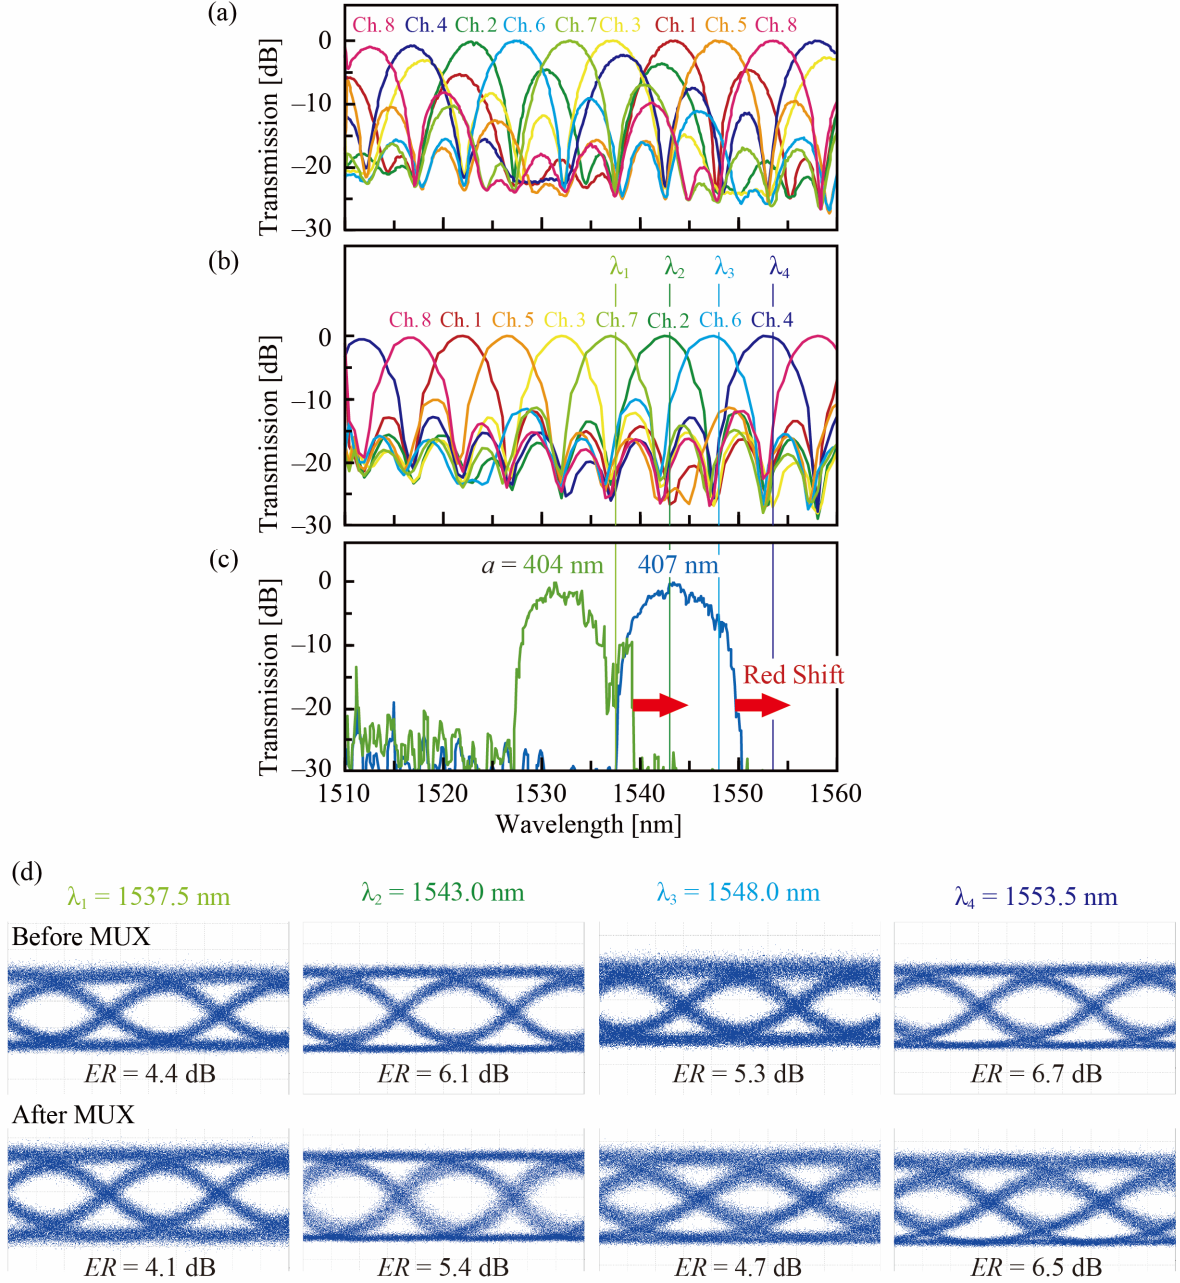 (a)
Ch. 8 Ch. 4 Ch. 2 Ch. 6 Ch. 7 Ch. 3 Ch. 1 Ch. 5 Ch. 8
Transmission [dB]
0
–10
–20
–30
(b)
λ1 λ2 λ3 λ4
Ch. 8 Ch. 1 Ch. 5 Ch. 3 Ch. 7 Ch. 2 Ch. 6 Ch. 4
Transmission [dB]
0
–10
–20
–30
(c)
a = 404 nm 407 nm
Red Shift
Transmission [dB]
0
–10
–20
–30
1510 1520 1530 1540 1550 1560
Wavelength [nm]
(d)
λ1 = 1537.5 nm λ2 = 1543.0 nm λ3 = 1548.0 nm λ4 = 1553.5 nm
Before MUX
ER = 4.4 dB ER = 6.1 dB ER = 5.3 dB ER = 6.7 dB
After MUX
ER = 4.1 dB ER = 5.4 dB ER = 4.7 dB ER = 6.5 dB